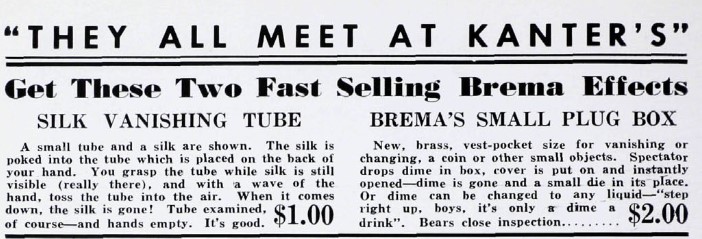 "THEY ALL MEET AT KANTER'S"
Get These Two Fast Selling Brema Effects
SILK VANISHING TUBE
A small tube and a silk are shown. The silk is
poked into the tube which is placed on the back of
your hand. You grasp the tube while silk is still
visible (really there), and with a wave of the
hand, toss the tube into the air. When it comes
down, the silk is gone! Tube examined,
of course—and hands empty. It's good. $1.00
BREMA'S SMALL PLUG BOX
New, brass, vest-pocket size for vanishing or
changing, a coin or other small objects. Spectator
drops dime in box, cover is put on and instantly
opened—dime is gone and a small die in its place.
Or dime can be changed to any liquid—"step
right up, boys, it's only a dime a
drink". Bears close inspection......... $2.00